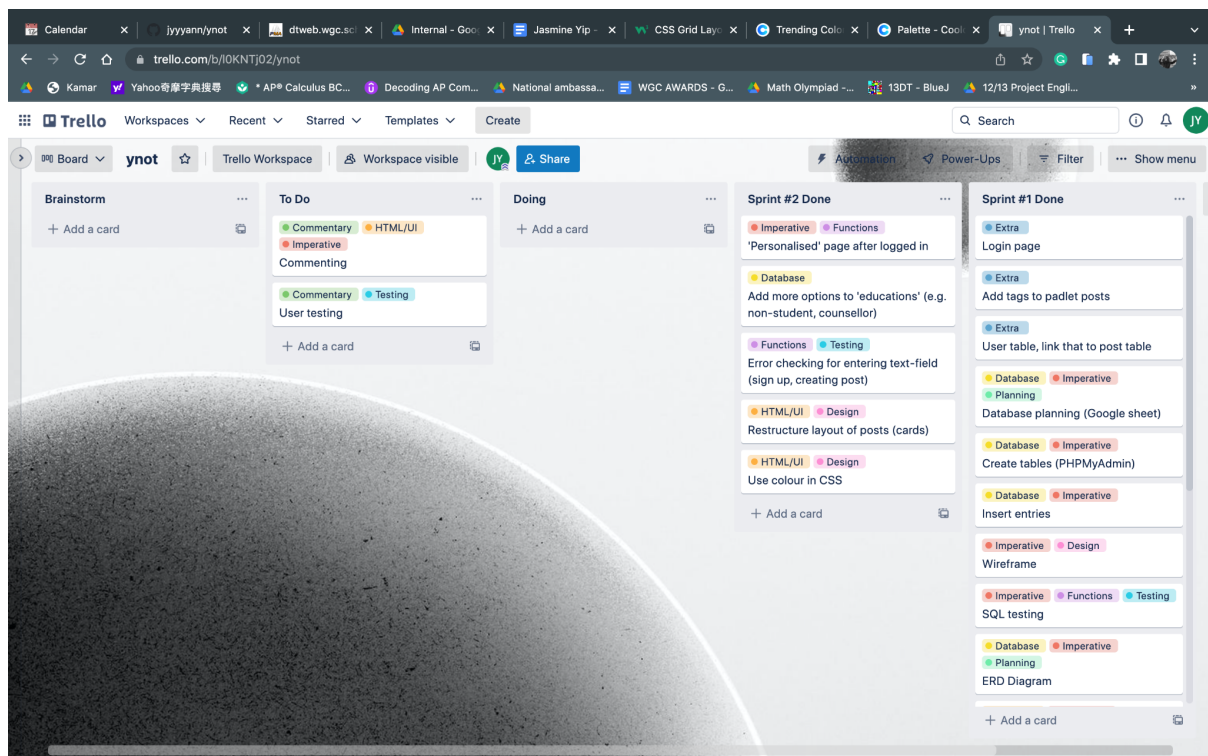 Calendar
jyyyann/ynot
dtweb.wgc.scl
Internal - Goog
Jasmine Yip -
CSS Grid Layo
Trending Color
Palette - Cool
ynot | Trello
trello.com/b/l0KNTj02/ynot
Kamar
Yahoo奇摩字典搜尋
* AP® Calculus BC...
Decoding AP Com...
National ambassa...
WGC AWARDS - G...
Math Olympiad -...
13DT - BlueJ
12/13 Project Engli...
»
Trello
Workspaces
Recent
Starred
Templates
Create
Search
JY
Board
ynot
Trello Workspace
Workspace visible
JY
Share
Automation
Power-Ups
Filter
Show menu
Brainstorm
+ Add a card
To Do
Commentary HTML/UI
Imperative
Commenting
Commentary Testing
User testing
+ Add a card
Doing
+ Add a card
Sprint #2 Done
Imperative Functions
'Personalised' page after logged in
Database
Add more options to 'educations' (e.g.
non-student, counsellor)
Functions Testing
Error checking for entering text-field
(sign up, creating post)
HTML/UI Design
Restructure layout of posts (cards)
HTML/UI Design
Use colour in CSS
+ Add a card
Sprint #1 Done
Extra
Login page
Extra
Add tags to padlet posts
Extra
User table, link that to post table
Database Imperative
Planning
Database planning (Google sheet)
Database Imperative
Create tables (PHPMyAdmin)
Database Imperative
Insert entries
Imperative Design
Wireframe
Imperative Functions Testing
SQL testing
Database Imperative
Planning
ERD Diagram
+ Add a card